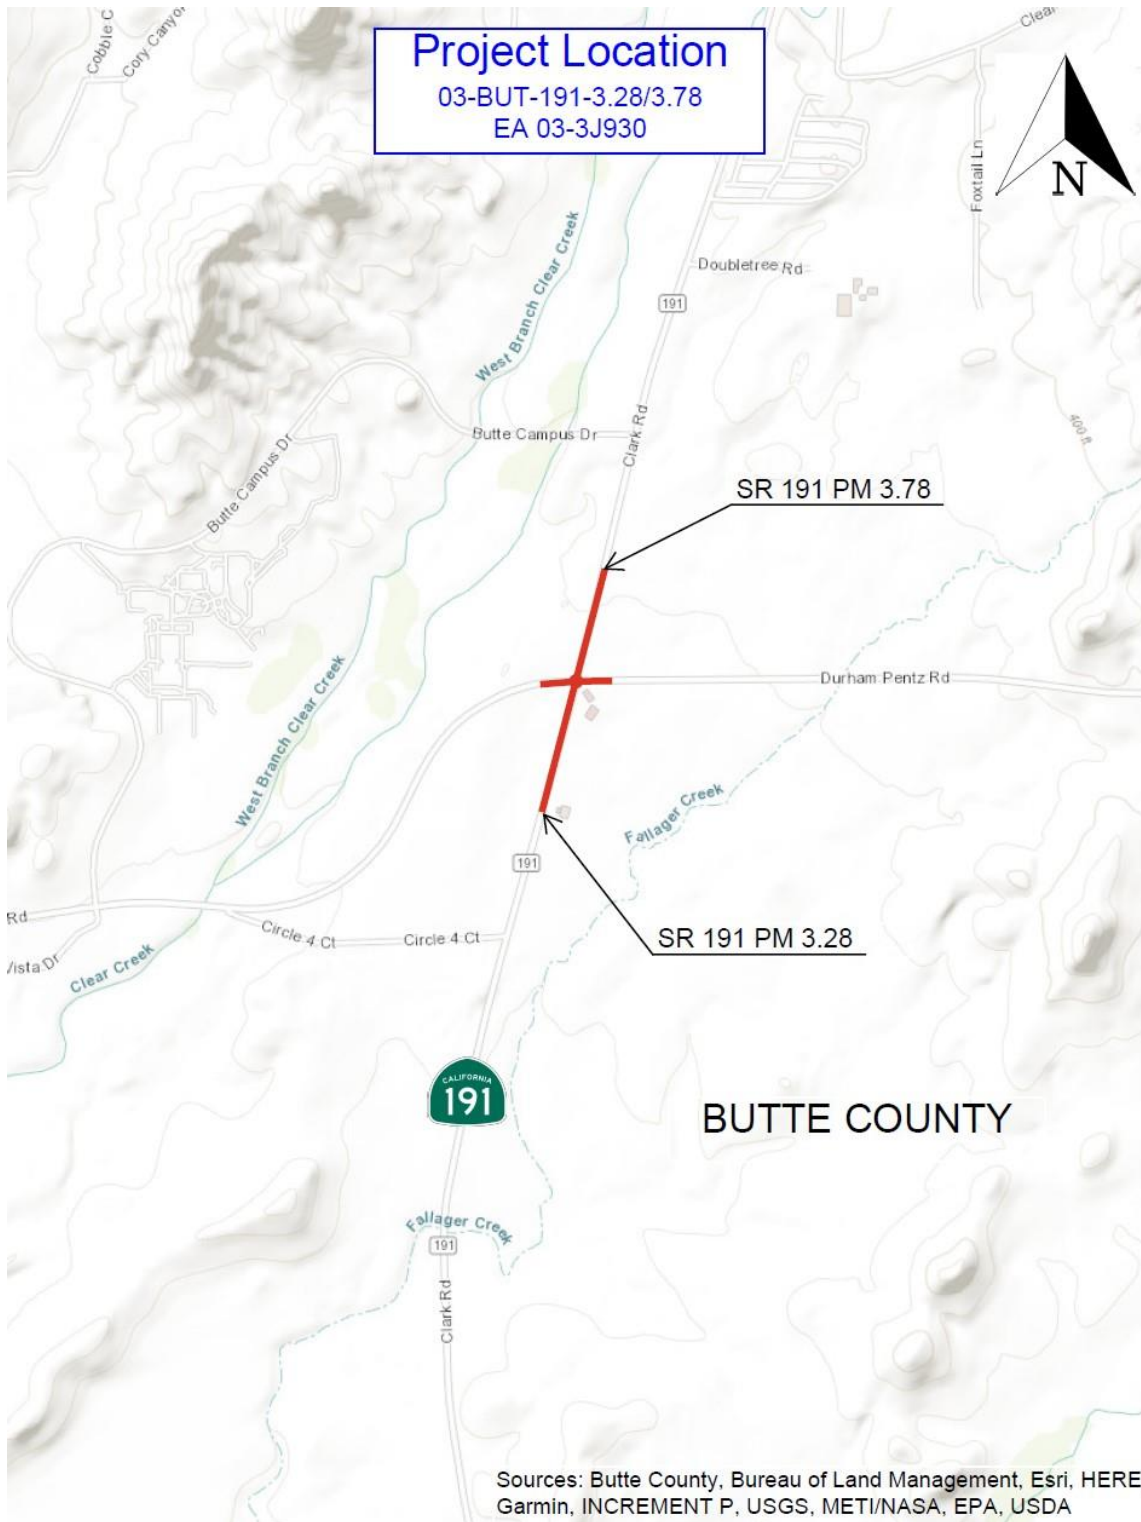 Cobble C
Cory Canyo
Clea
Project Location
03-BUT-191-3.28/3.78
EA 03-3J930
N
Foxtail Ln
Doubletree Rd
191
West Branch Clear Creek
Butte Campus Dr
Clark Rd
400 ft
Butte Campus Dr
SR 191 PM 3.78
Durham Pentz Rd
West Branch Clear Creek
Fallager Creek
191
Rd
Circle 4 Ct
Circle 4 Ct
SR 191 PM 3.28
Vista Dr
Clear Creek
CALIFORNIA
191
BUTTE COUNTY
Fallager Creek
191
Clark Rd
Sources: Butte County, Bureau of Land Management, Esri, HERE
Garmin, INCREMENT P, USGS, METI/NASA, EPA, USDA